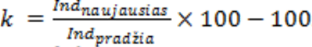 k = Ind_naujausias / Ind_pradžia × 100 − 100